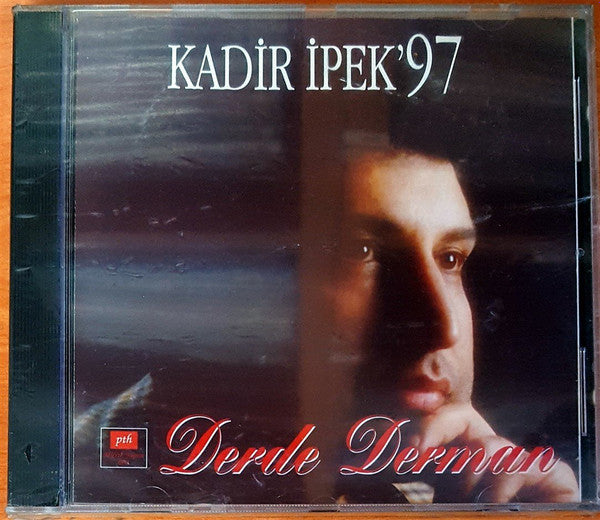 KADİR İPEK'97
pth
Derde Derman